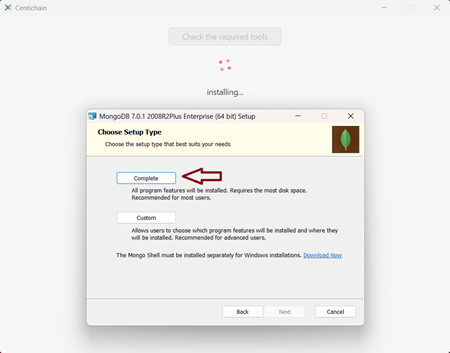 Centichain
Check the required tools
installing...
MongoDB 7.0.1 2008R2Plus Enterprise (64 bit) Setup
Choose Setup Type
Choose the setup type that best suits your needs
Complete
All program features will be installed. Requires the most disk space.
Recommended for most users.
Custom
Allows users to choose which program features will be installed and where they
will be installed. Recommended for advanced users.
The Mongo Shell must be installed separately for Windows installations. Download Now
Back Next Cancel